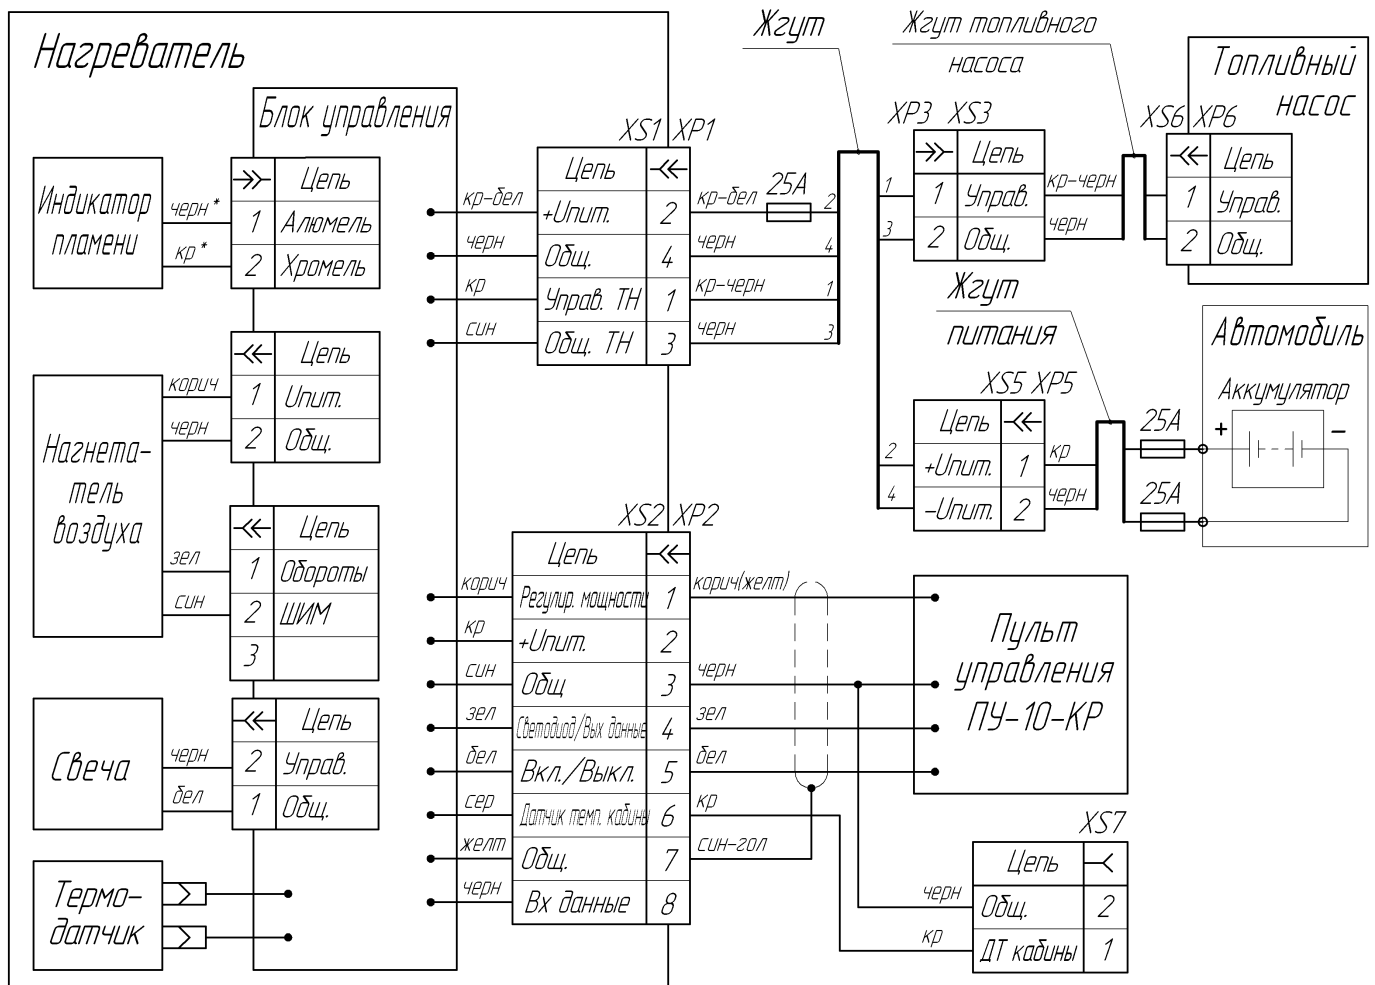 Нагреватель
Блок управления
Индикатор
пламени
черн*
кр*
Цепь
1 Алюмель
2 Хромель
Нагнета-
тель
воздуха
корич
черн
Цепь
1 Uпит.
2 Общ.
зел
син
Цепь
1 Обороты
2 ШИМ
3
Свеча
черн
бел
Цепь
2 Управ.
1 Общ.
Термо-
датчик
XS1 XP1
Цепь
кр-бел +Uпит. 2 кр-бел 25А 2
черн Общ. 4 черн 4
кр Управ. ТН 1 кр-черн 1
син Общ. ТН 3 черн 3
Жгут
Жгут топливного
насоса
XP3 XS3
Цепь
1 1 Управ. кр-черн
3 2 Общ. черн
Топливный
насос
XS6 XP6
Цепь
1 Управ.
2 Общ.
Жгут
питания
XS5 XP5
Цепь
2 +Uпит. 1 кр
4 -Uпит. 2 черн
25А
25А
Автомобиль
Аккумулятор
+ -
XS2 XP2
Цепь
корич Регулир. мощности 1 корич(желт)
кр +Uпит. 2
син Общ 3 черн
зел Светодиод/Вых данные 4 зел
бел Вкл./Выкл. 5 бел
сер Датчик темп. кабины 6 кр
желт Общ. 7 син-гол
черн Вх данные 8
Пульт
управления
ПУ-10-КР
XS7
Цепь
черн Общ. 2
кр ДТ кабины 1